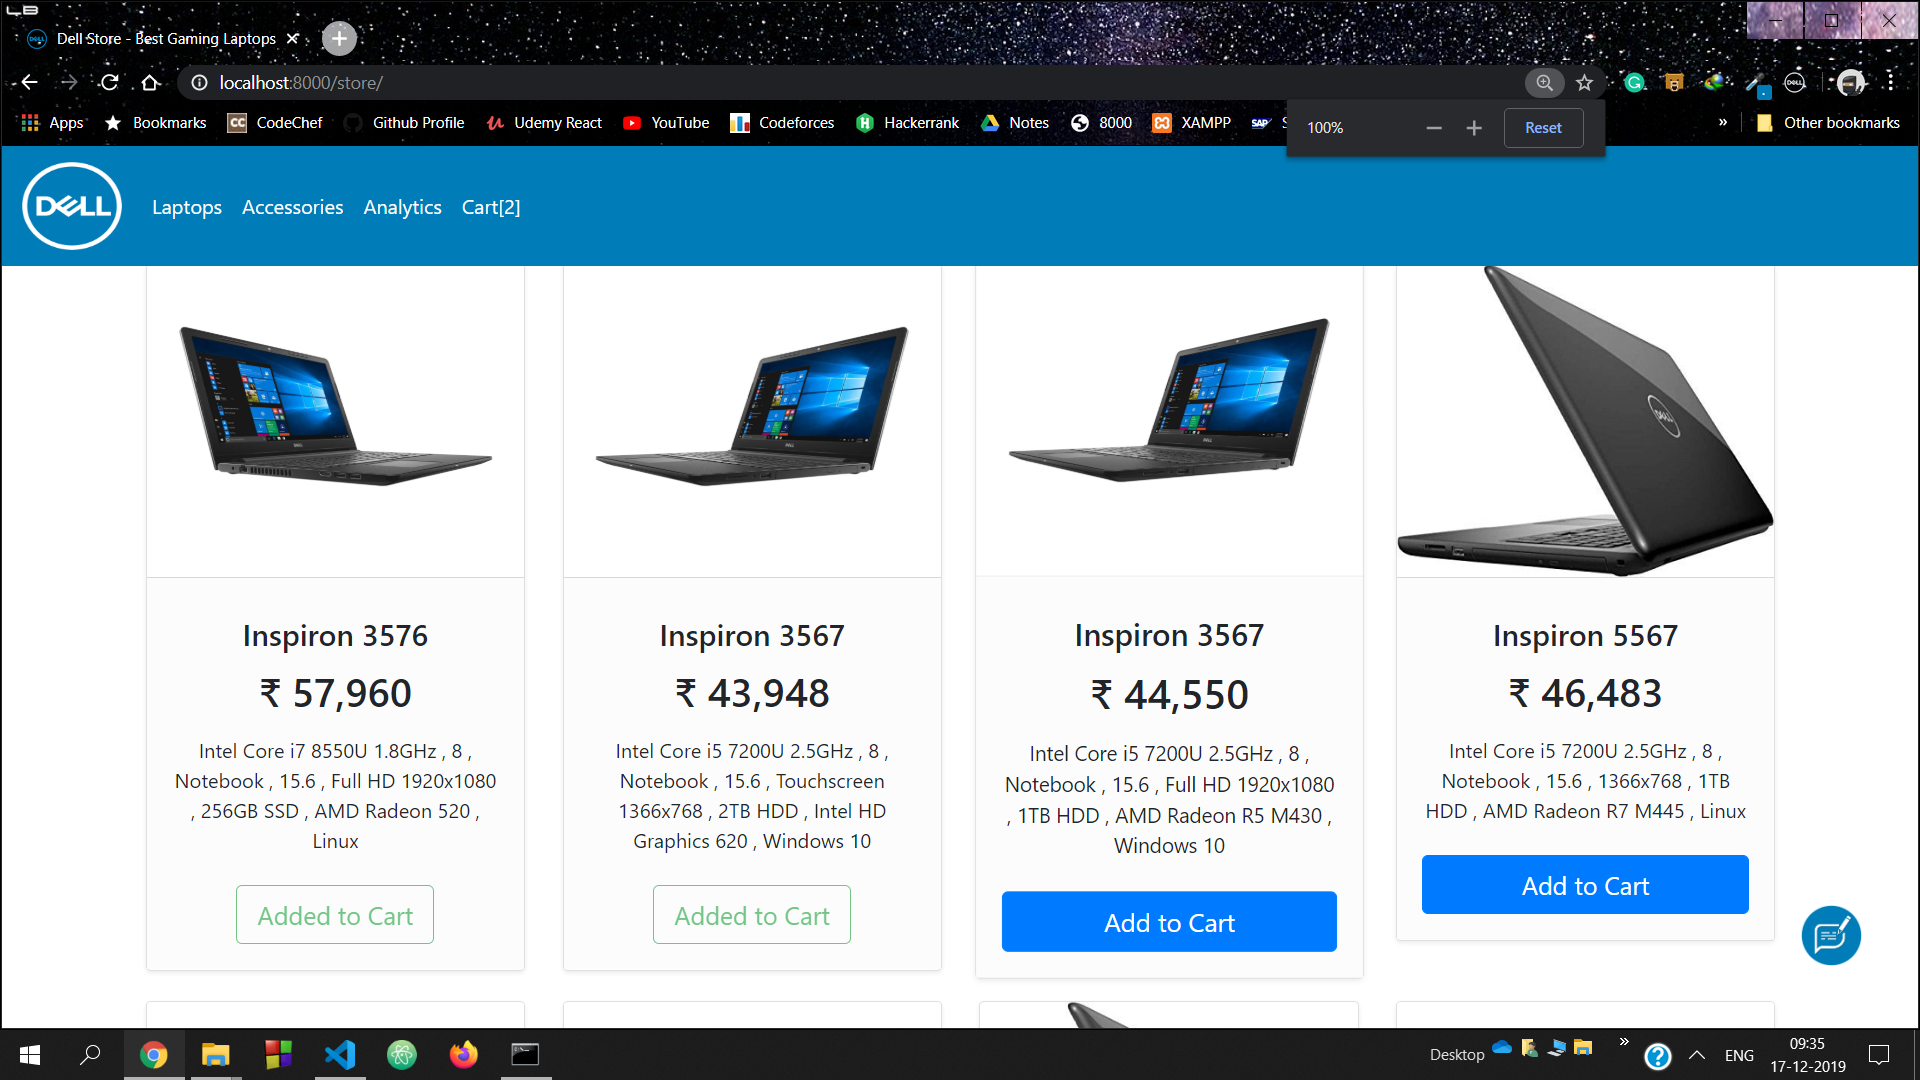 Dell Store - Best Gaming Laptops
localhost:8000/store/
Apps Bookmarks CC CodeChef Github Profile Udemy React YouTube Codeforces Hackerrank Notes 8000 XAMPP SAP S » Other bookmarks
100% Reset
DELL Laptops Accessories Analytics Cart[2]
Inspiron 3576
₹ 57,960
Intel Core i7 8550U 1.8GHz , 8 ,
Notebook , 15.6 , Full HD 1920x1080
, 256GB SSD , AMD Radeon 520 ,
Linux
Added to Cart
Inspiron 3567
₹ 43,948
Intel Core i5 7200U 2.5GHz , 8 ,
Notebook , 15.6 , Touchscreen
1366x768 , 2TB HDD , Intel HD
Graphics 620 , Windows 10
Added to Cart
Inspiron 3567
₹ 44,550
Intel Core i5 7200U 2.5GHz , 8 ,
Notebook , 15.6 , Full HD 1920x1080
, 1TB HDD , AMD Radeon R5 M430 ,
Windows 10
Add to Cart
DELL
Inspiron 5567
₹ 46,483
Intel Core i5 7200U 2.5GHz , 8 ,
Notebook , 15.6 , 1366x768 , 1TB
HDD , AMD Radeon R7 M445 , Linux
Add to Cart
Desktop » ENG 09:35
17-12-2019